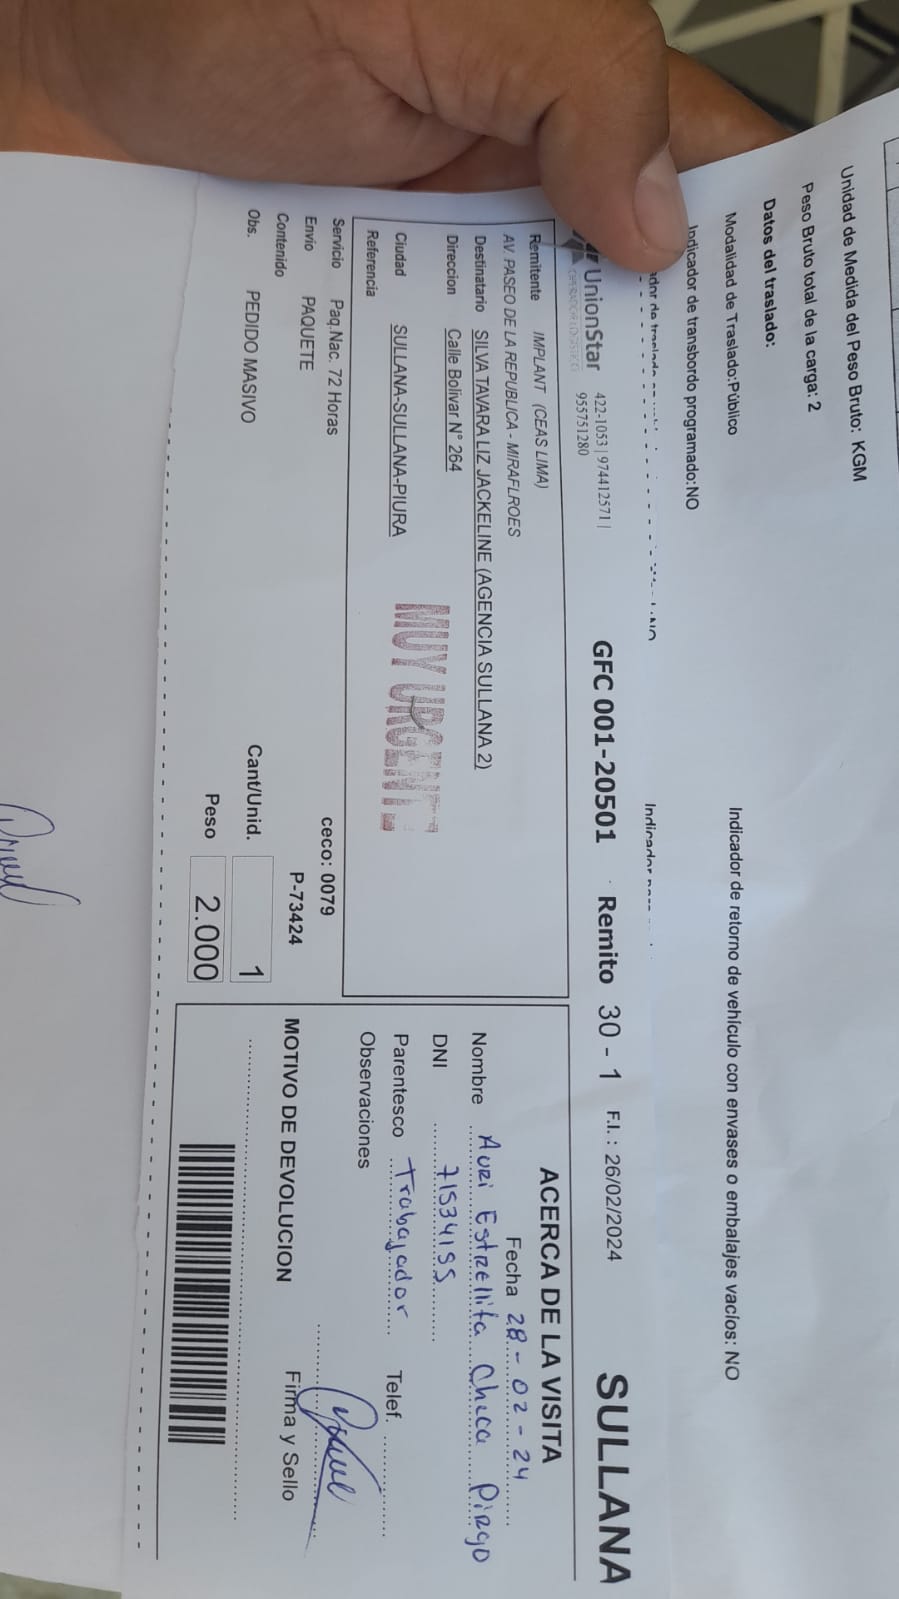 Unidad de Medida del Peso Bruto: KGM
Peso Bruto total de la carga: 2
Datos del traslado:
Modalidad de Traslado:Público
Indicador de retorno de vehículo con envases o embalajes vacíos: NO
Indicador de transbordo programado:NO
UnionStar
422-1053 | 974412571 |
955751280
GFC 001-20501 Remito 30 - 1 F.I.: 26/02/2024 SULLANA
Remitente IMPLANT (CEAS LIMA)
AV. PASEO DE LA REPUBLICA - MIRAFLROES
Destinatario SILVA TAVARA LIZ JACKELINE (AGENCIA SULLANA 2)
Direccion Calle Bolivar N° 264
Ciudad SULLANA-SULLANA-PIURA
Referencia
MUY URGENTE
Servicio Paq.Nac. 72 Horas
ceco: 0079
Envio PAQUETE
P-73424
Contenido
Obs. PEDIDO MASIVO
Cant/Unid. 1
Peso 2.000
ACERCA DE LA VISITA
Fecha 28-02-24
Nombre Auri Estrellita Chica Pirgo
DNI 71534195
Parentesco Trabajador Telef.
Observaciones
MOTIVO DE DEVOLUCION Firma y Sello